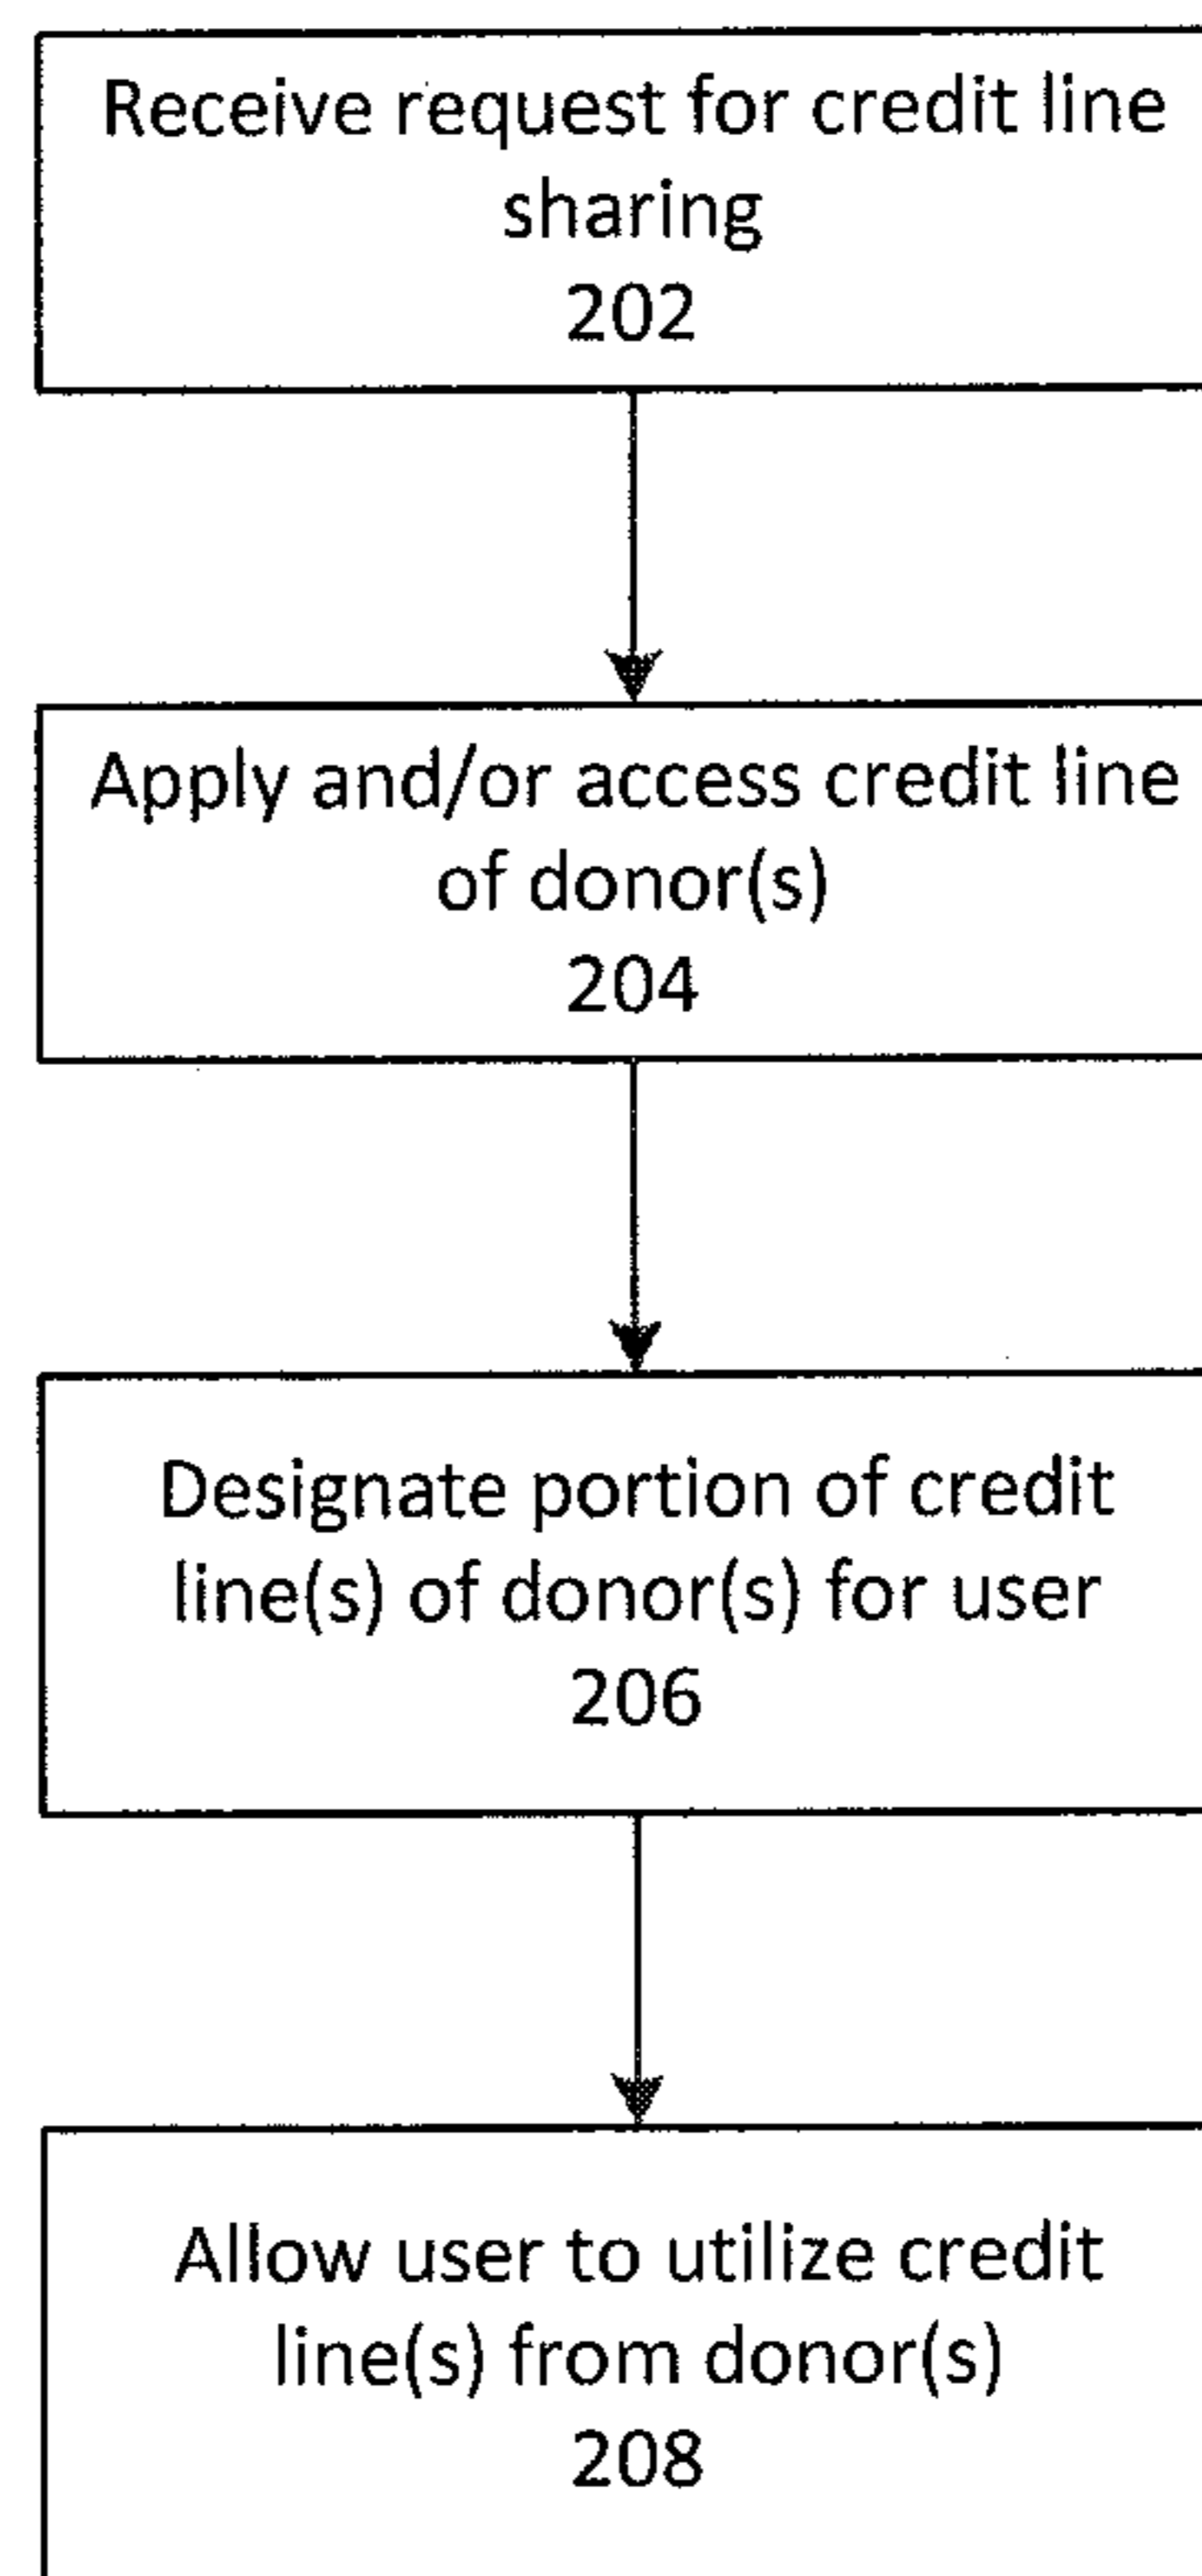 Receive request for credit line
sharing
202
Apply and/or access credit line
of donor(s)
204
Designate portion of credit
line(s) of donor(s) for user
206
Allow user to utilize credit
line(s) from donor(s)
208